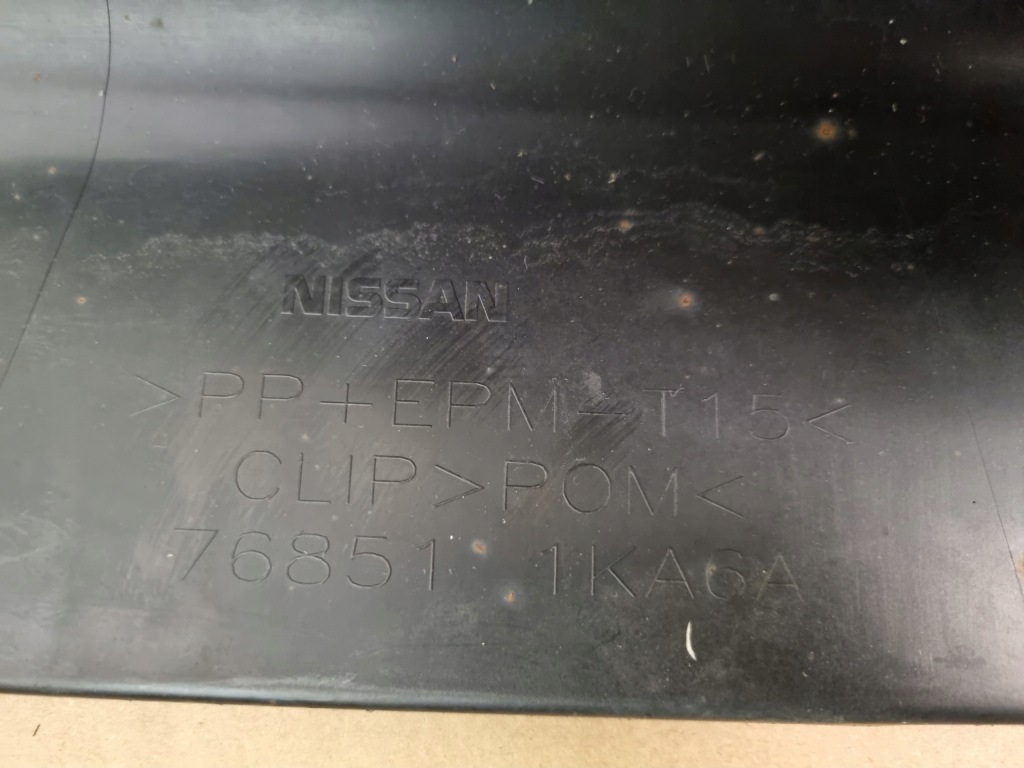 NISSAN
>PP+EPM-T15<
CLIP>POM<
76851 1KA6A